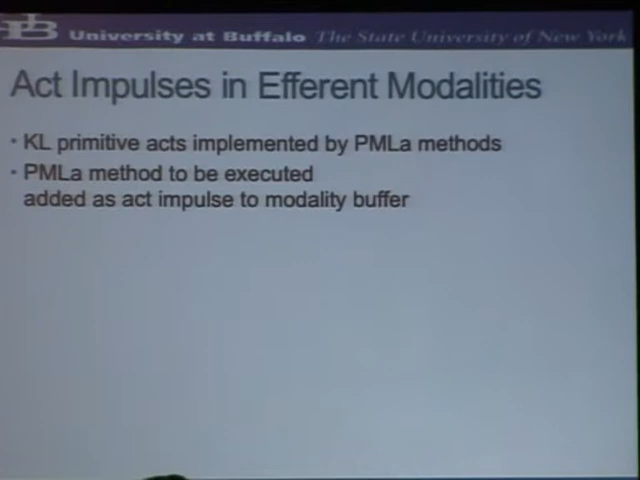 UB University at Buffalo The State University of New York
Act Impulses in Efferent Modalities
· KL primitive acts implemented by PMLa methods
· PMLa method to be executed
added as act impulse to modality buffer